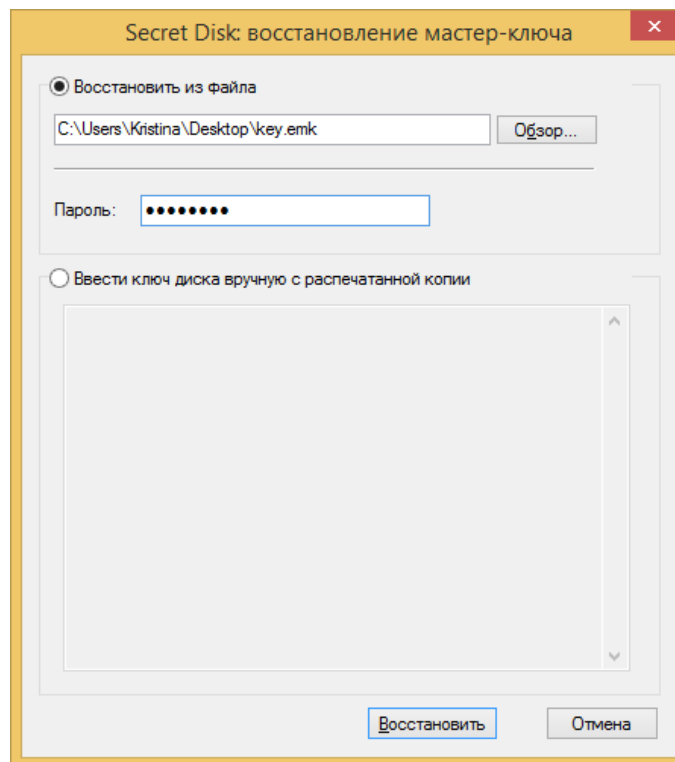 Secret Disk: восстановление мастер-ключа
Восстановить из файла
C:\Users\Kristina\Desktop\key.emk
Обзор...
Пароль: ●●●●●●●●
Ввести ключ диска вручную с распечатанной копии
Восстановить
Отмена